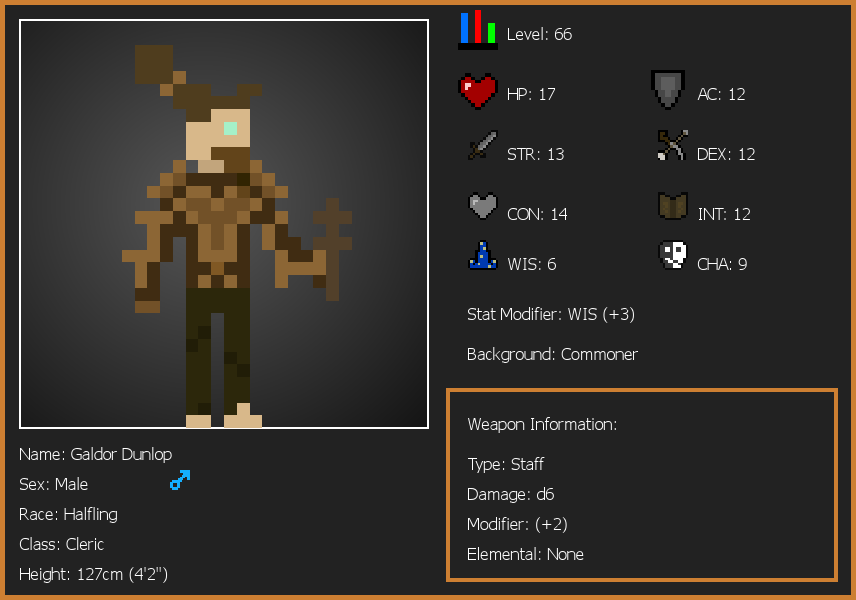 Level: 66
HP: 17
AC: 12
STR: 13
DEX: 12
CON: 14
INT: 12
WIS: 6
CHA: 9
Stat Modifier: WIS (+3)
Background: Commoner
Weapon Information:
Type: Staff
Damage: d6
Modifier: (+2)
Elemental: None
Name: Galdor Dunlop
Sex: Male
Race: Halfling
Class: Cleric
Height: 127cm (4'2")